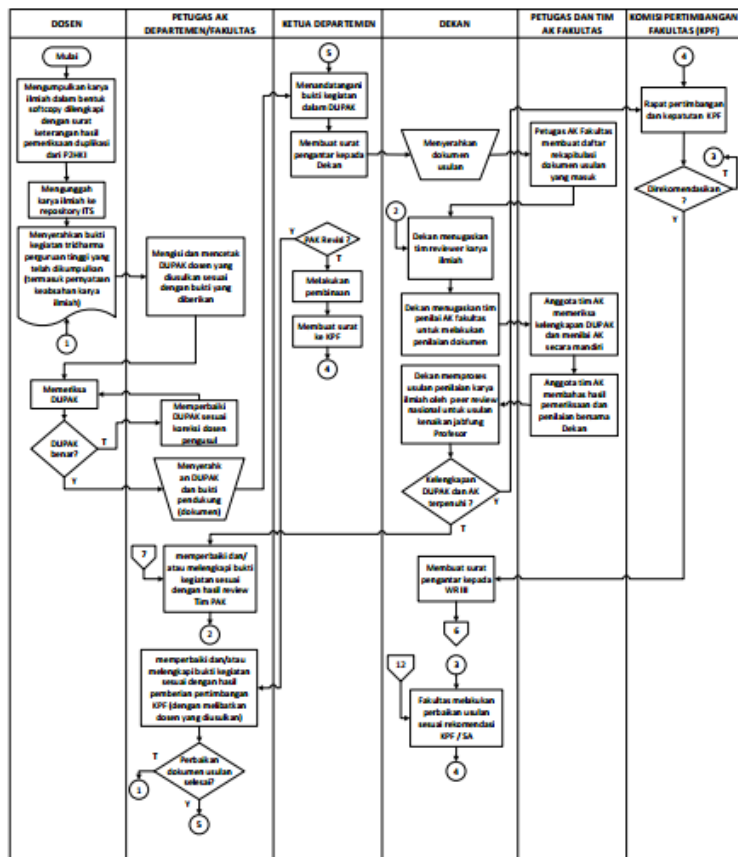 DOSEN
PETUGAS AK
DEPARTEMEN/FAKULTAS
KETUA DEPARTEMEN
DEKAN
PETUGAS DAN TIM
AK FAKULTAS
KOMISI PERTIMBANGAN
FAKULTAS (KPF)
Mulai
Mengumpulkan karya
ilmiah dalam bentuk
softcopy dilengkapi
dengan surat
keterangan hasil
pemeriksaan duplikasi
dari P2HKI
Mengunggah
karya ilmiah ke
repository ITS
Menyerahkan bukti
kegiatan tridharma
perguruan tinggi yang
telah dikumpulkan
(termasuk pernyataan
keabsahan karya
ilmiah)
1
Memeriksa
DUPAK
DUPAK
benar?
T
Y
Mengisi dan mencetak
DUPAK dosen yang
diusulkan sesuai
dengan bukti yang
diberikan
Memperbaiki
DUPAK sesuai
koreksi dosen
pengusul
Menyerahk
an DUPAK
dan bukti
pendukung
(dokumen)
7
memperbaiki dan/
atau melengkapi bukti
kegiatan sesuai
dengan hasil review
Tim PAK
2
memperbaiki dan/atau
melengkapi bukti kegiatan
sesuai dengan hasil
pemberian pertimbangan
KPF (dengan melibatkan
dosen yang diusulkan)
Perbaikan
dokumen usulan
selesai?
T
1
Y
5
5
Menandatangani
bukti kegiatan
dalam DUPAK
Membuat surat
pengantar kepada
Dekan
Y
PAK Revisi ?
T
Melakukan
pembinaan
Membuat surat
ke KPF
4
Menyerahkan
dokumen
usulan
2
Dekan menugaskan
tim reviewer karya
ilmiah
Dekan menugaskan tim
penilai AK fakultas
untuk melakukan
penilaian dokumen
Dekan memproses
usulan penilaian karya
ilmiah oleh peer review
nasional untuk usulan
kenaikan jabfung
Profesor
Kelengkapan
DUPAK dan AK
terpenuhi ?
Y
T
Membuat surat
pengantar kepada
WR III
6
12
3
Fakultas melakukan
perbaikan usulan
sesuai rekomendasi
KPF / SA
4
Petugas AK Fakultas
membuat daftar
rekapitulasi
dokumen usulan
yang masuk
Anggota tim AK
memeriksa
kelengkapan DUPAK
dan menilai AK
secara mandiri
Anggota tim AK
membahas hasil
pemeriksaan dan
penilaian bersama
Dekan
4
Rapat pertimbangan
dan kepatutan KPF
3
T
Direkomendasikan
?
Y